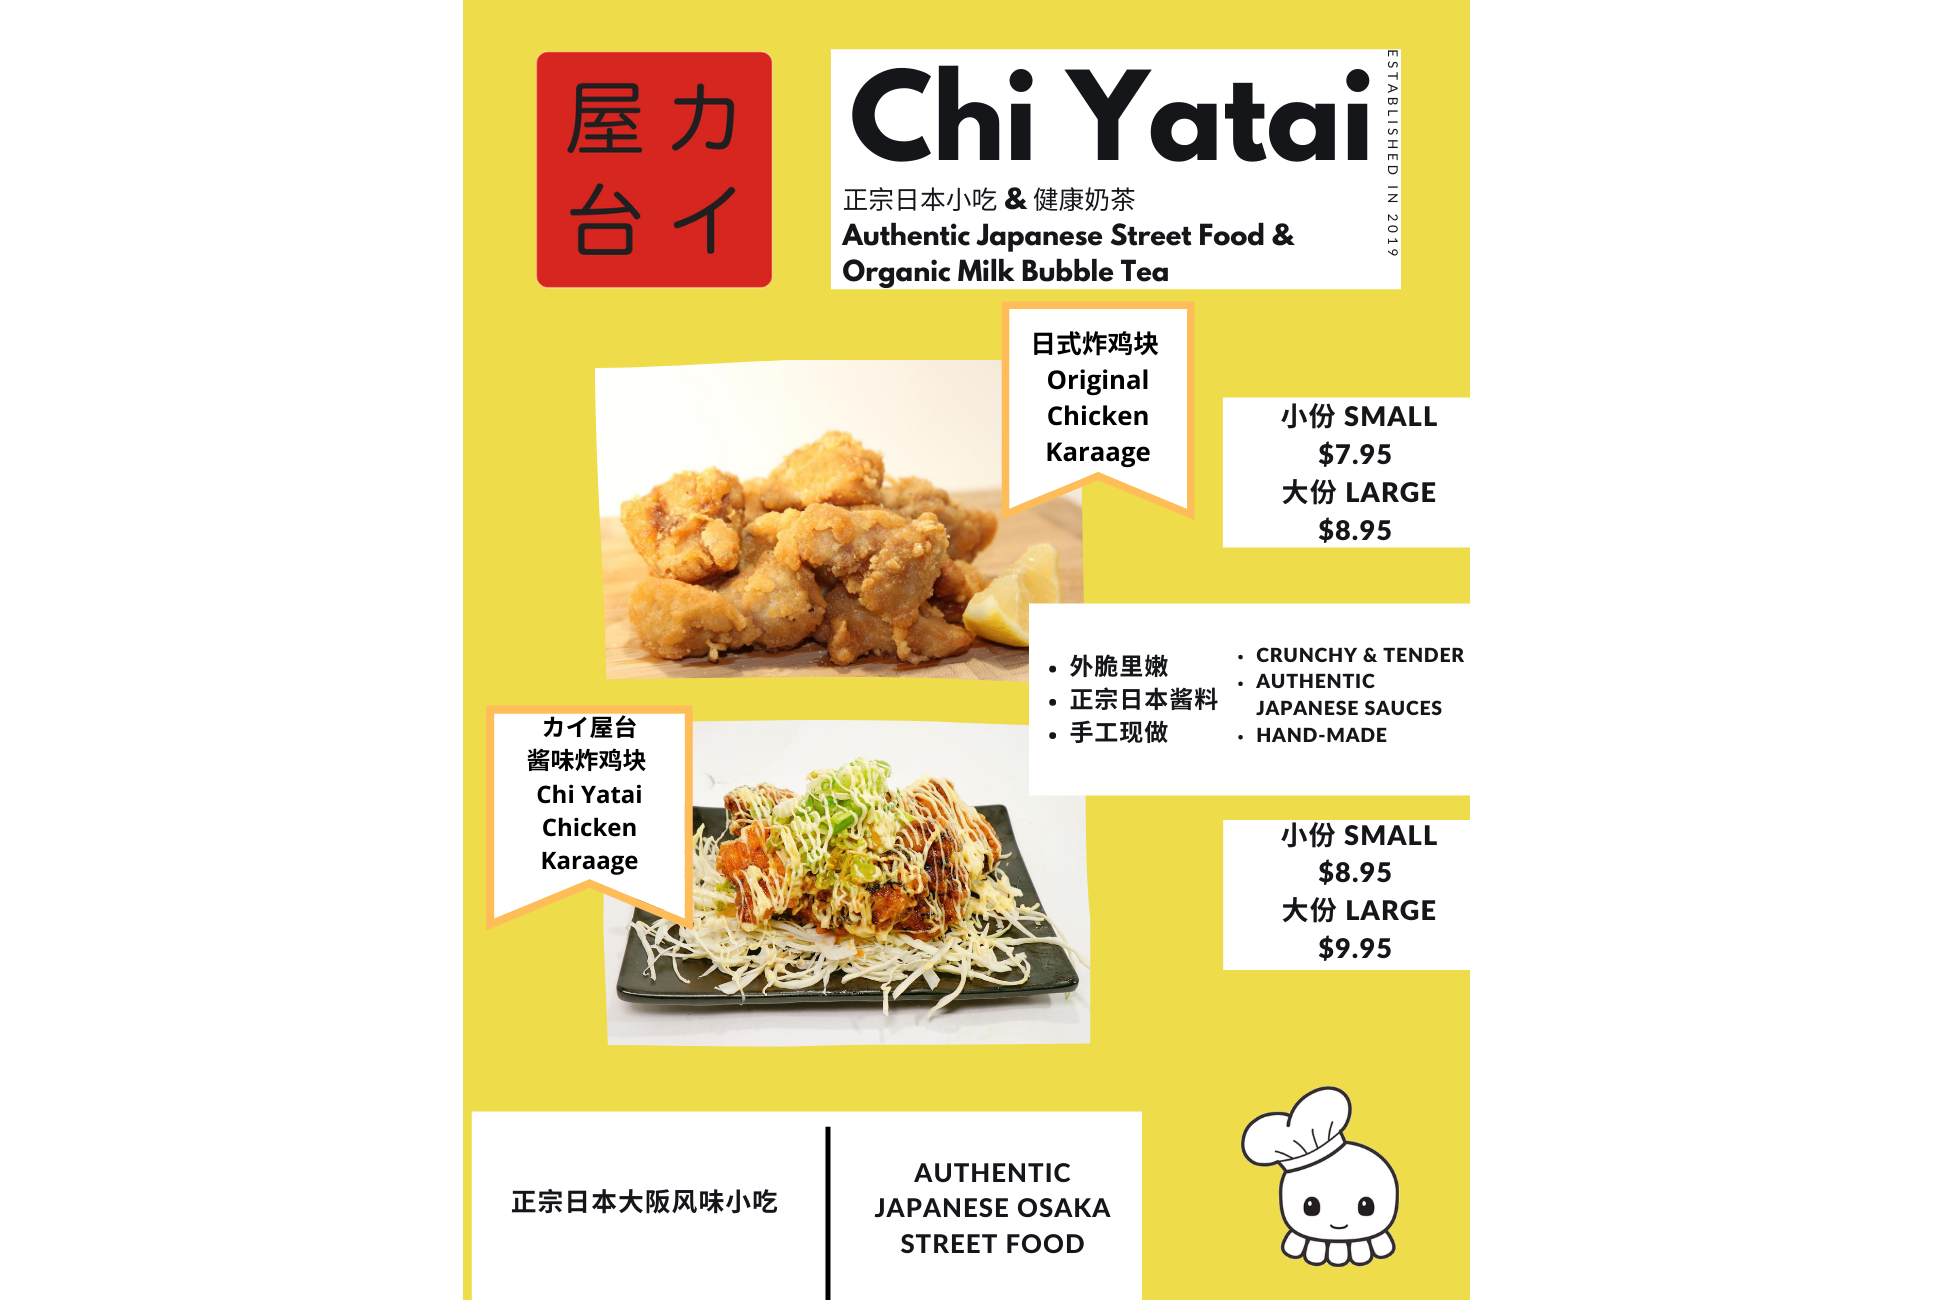 カイ
屋台
Chi Yatai
ESTABLISHED IN 2019
正宗日本小吃 & 健康奶茶
Authentic Japanese Street Food &
Organic Milk Bubble Tea
日式炸鸡块
Original
Chicken
Karaage
小份 SMALL
$7.95
大份 LARGE
$8.95
外脆里嫩
正宗日本酱料
手工现做
CRUNCHY & TENDER
AUTHENTIC
JAPANESE SAUCES
HAND-MADE
カイ屋台
酱味炸鸡块
Chi Yatai
Chicken
Karaage
小份 SMALL
$8.95
大份 LARGE
$9.95
正宗日本大阪风味小吃
AUTHENTIC
JAPANESE OSAKA
STREET FOOD